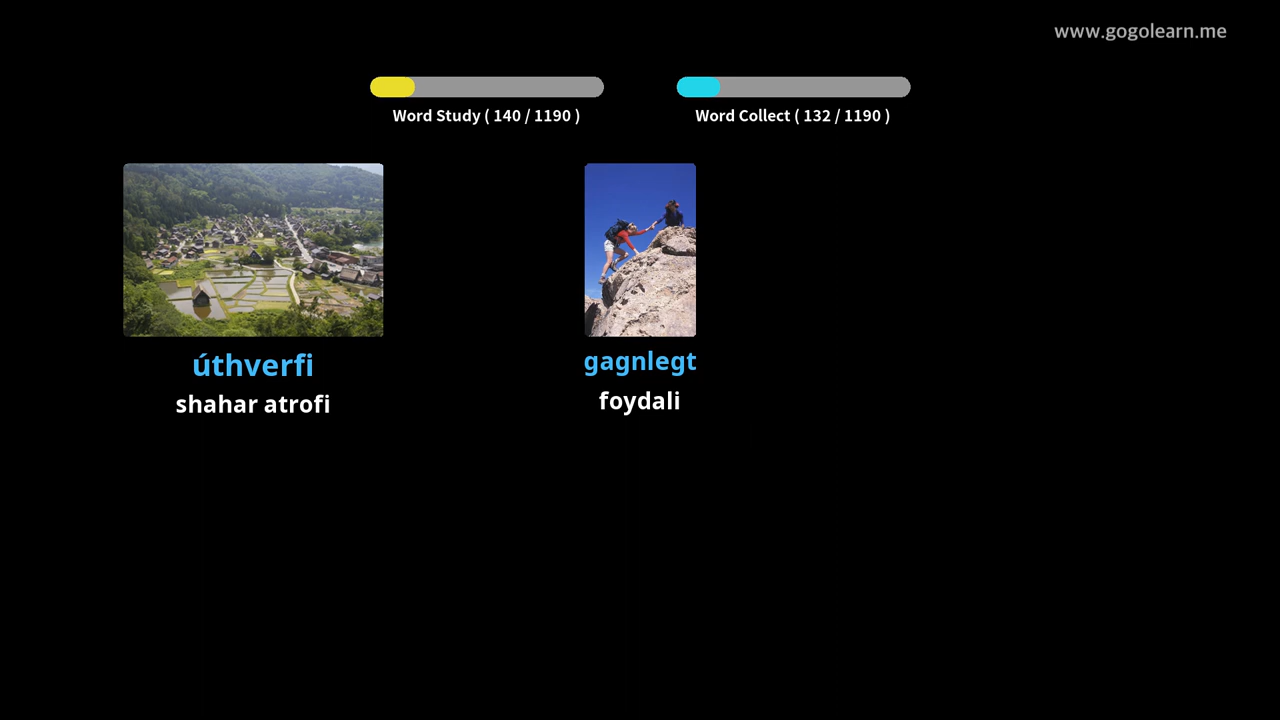 www.gogolearn.me
Word Study ( 140 / 1190 )
Word Collect ( 132 / 1190 )
úthverfi
shahar atrofi
gagnlegt
foydali